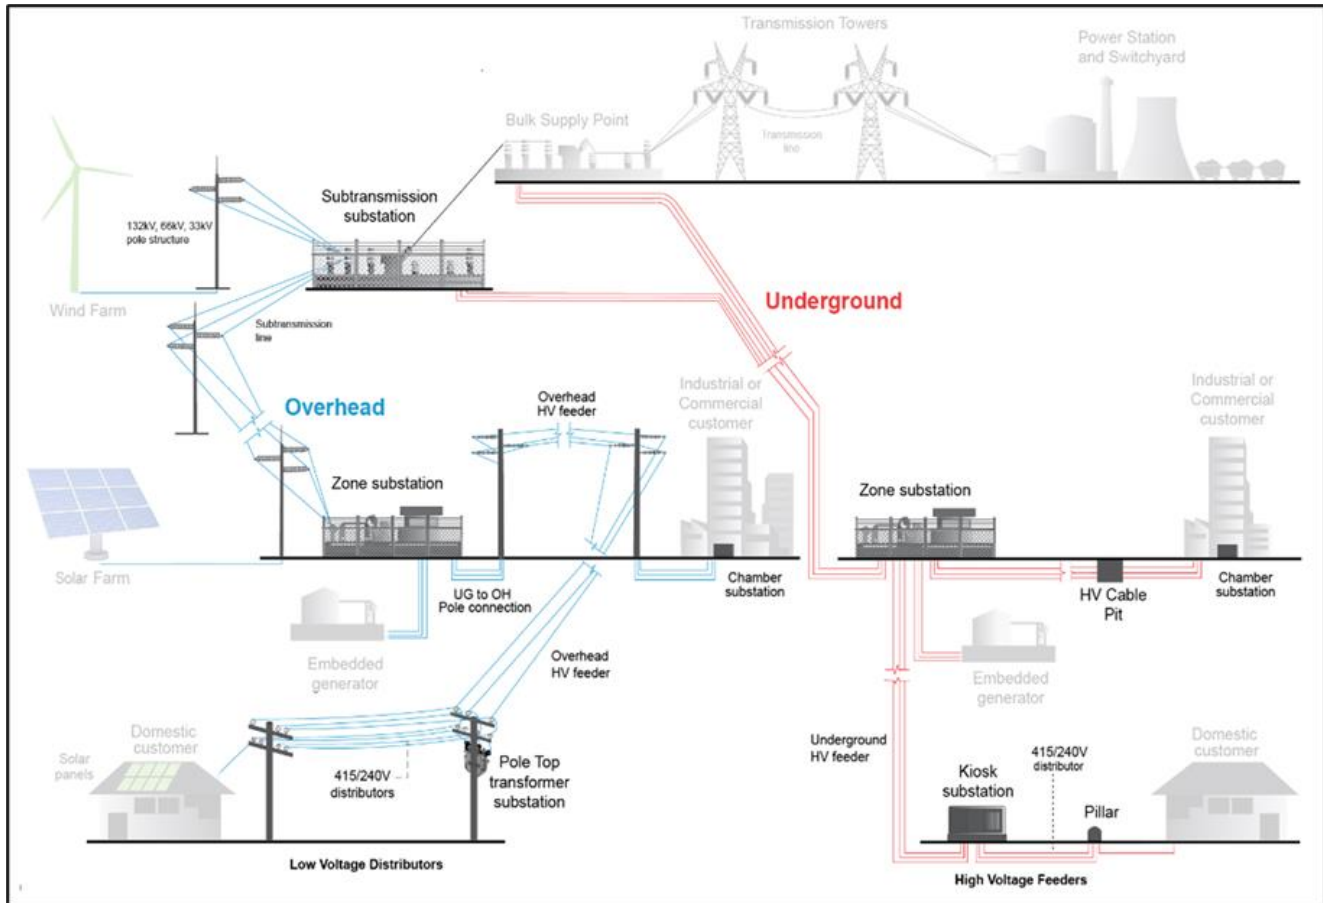 Transmission Towers
Power Station
and Switchyard
Bulk Supply Point
Transmission
line
Subtransmission
substation
132kV, 66kV, 33kV
pole structure
Wind Farm
Subtransmission
line
Underground
Overhead
Overhead
HV feeder
Industrial or
Commercial
customer
Industrial or
Commercial
customer
Zone substation
Zone substation
Solar Farm
UG to OH
Pole connection
Chamber
substation
HV Cable
Pit
Chamber
substation
Embedded
generator
Overhead
HV feeder
Embedded
generator
Domestic
customer
Solar
panels
415/240V
distributors
Pole Top
transformer
substation
Underground
HV feeder
Kiosk
substation
415/240V
distributor
Pillar
Domestic
customer
Low Voltage Distributors
High Voltage Feeders